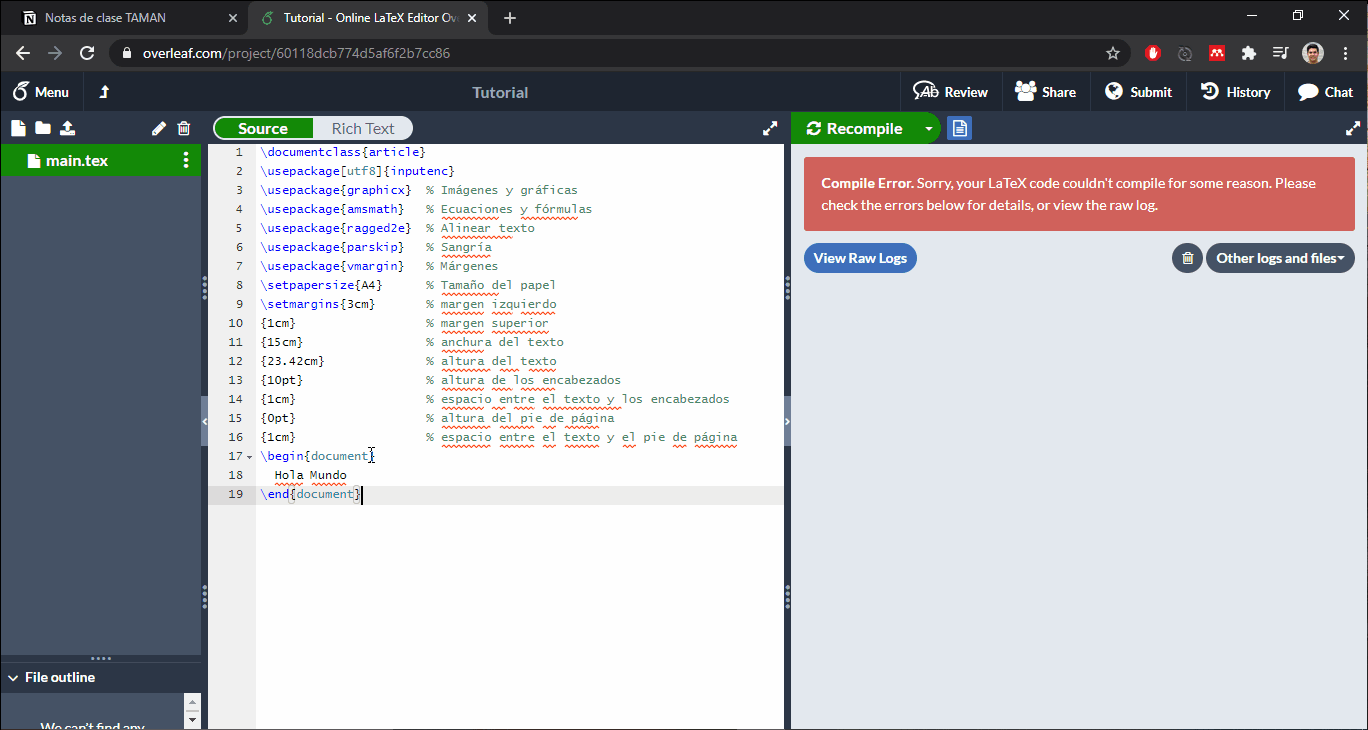 Notas de clase TAMAN
Tutorial - Online LaTeX Editor Ov
overleaf.com/project/60118dcb774d5af6f2b7cc86
Menu
Tutorial
Review
Share
Submit
History
Chat
Source
Rich Text
Recompile
main.tex
1 \documentclass{article}
2 \usepackage[utf8]{inputenc}
3 \usepackage{graphicx} % Imágenes y gráficas
4 \usepackage{amsmath} % Ecuaciones y fórmulas
5 \usepackage{ragged2e} % Alinear texto
6 \usepackage{parskip} % Sangría
7 \usepackage{vmargin} % Márgenes
8 \setpapersize{A4} % Tamaño del papel
9 \setmargins{3cm} % margen izquierdo
10 {1cm} % margen superior
11 {15cm} % anchura del texto
12 {23.42cm} % altura del texto
13 {10pt} % altura de los encabezados
14 {1cm} % espacio entre el texto y los encabezados
15 {0pt} % altura del pie de página
16 {1cm} % espacio entre el texto y el pie de página
17 \begin{document}
18 Hola Mundo
19 \end{document}
Compile Error. Sorry, your LaTeX code couldn't compile for some reason. Please
check the errors below for details, or view the raw log.
View Raw Logs
Other logs and files
File outline
We can't find any